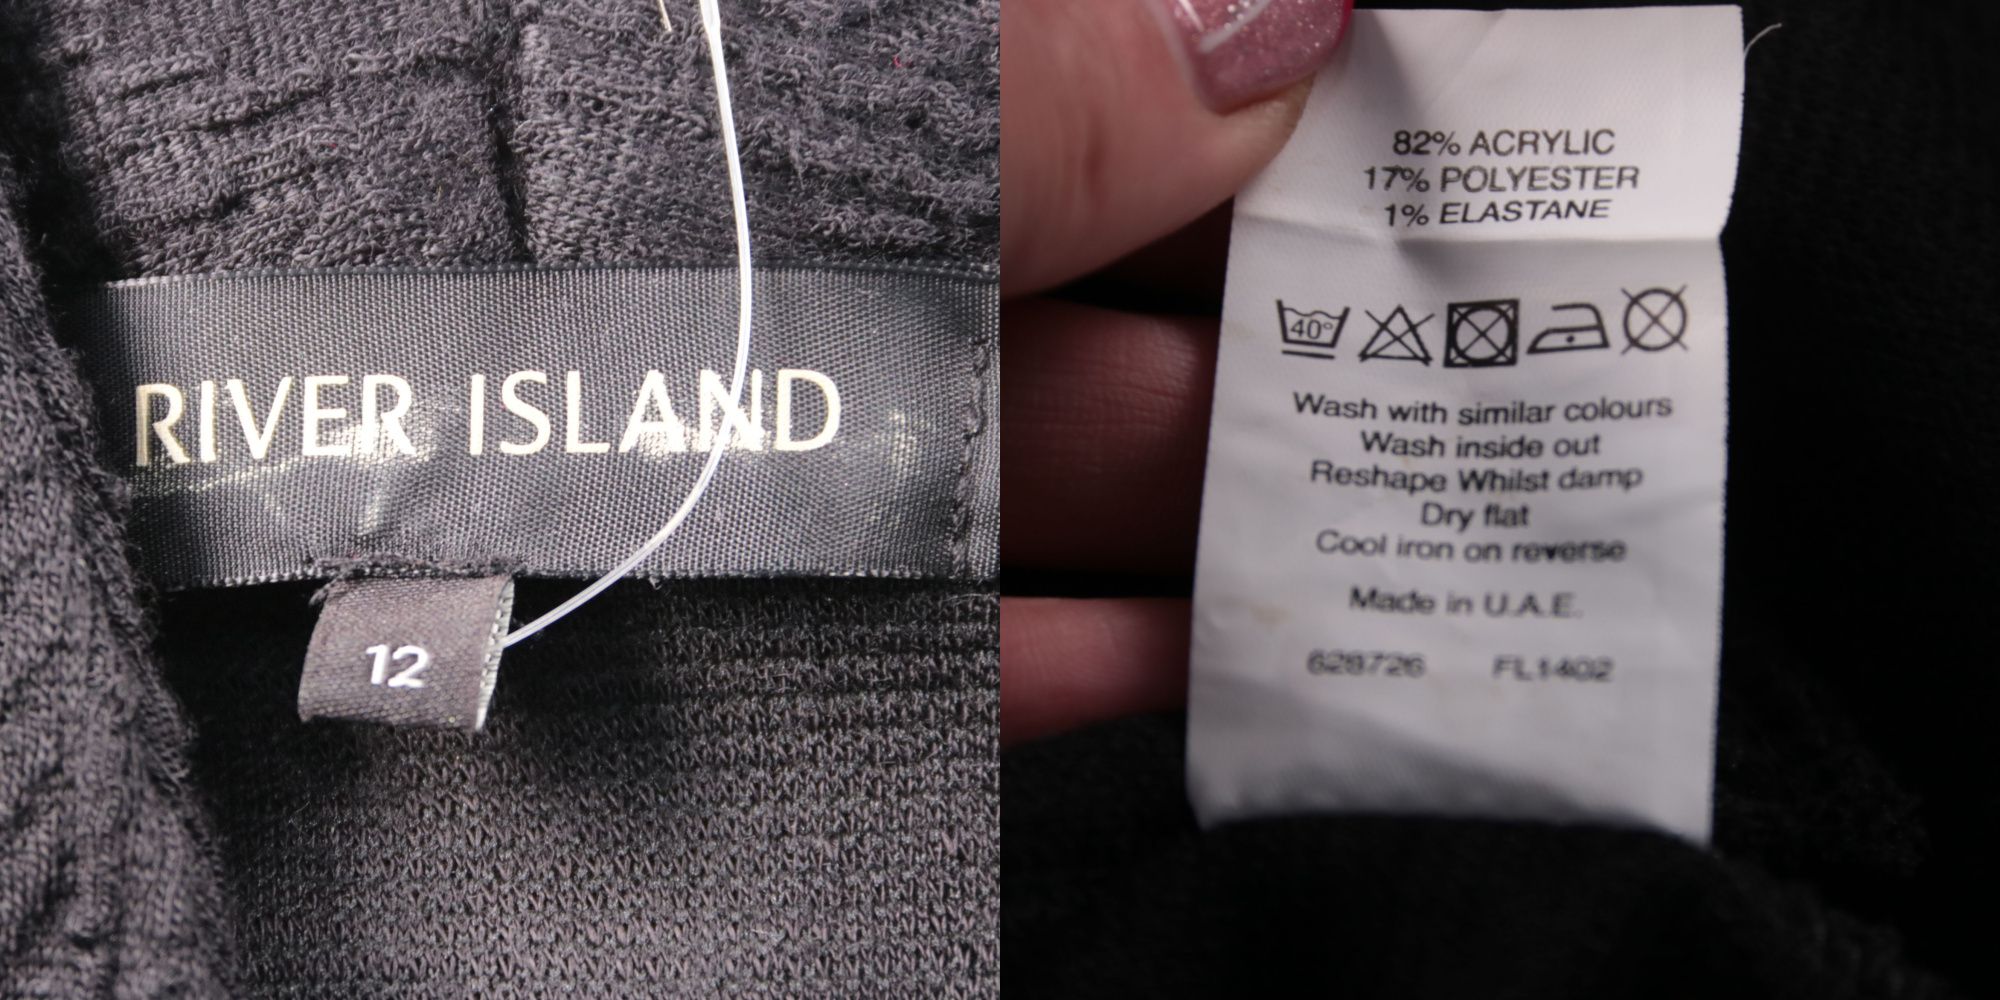 RIVER ISLAND
12
82% ACRYLIC
17% POLYESTER
1% ELASTANE
40°
Wash with similar colours
Wash inside out
Reshape Whilst damp
Dry flat
Cool iron on reverse
Made in U.A.E.
628726 FL1402